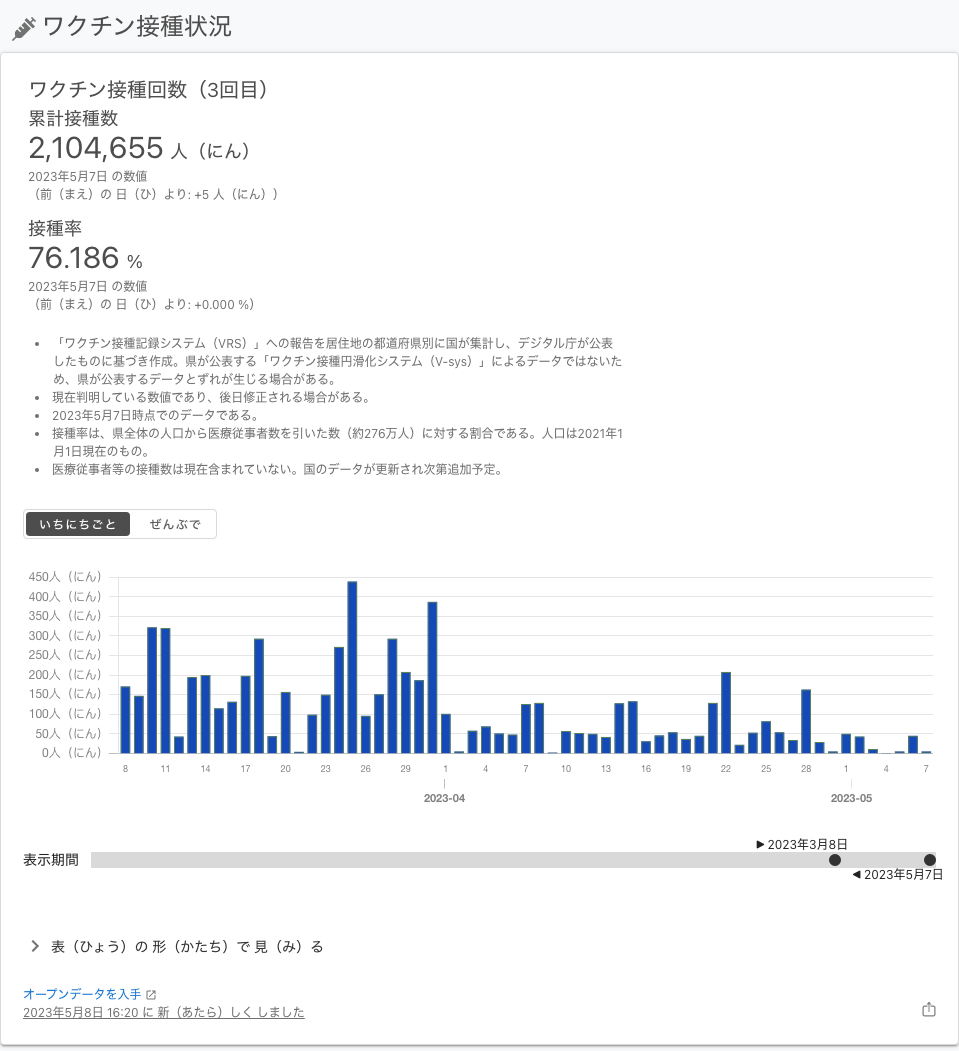 ワクチン接種状況
ワクチン接種回数（3回目）
累計接種数
2,104,655 人（にん）
2023年5月7日 の数値
（前（まえ）の 日（ひ）より: +5 人（にん））
接種率
76.186 %
2023年5月7日 の数値
（前（まえ）の 日（ひ）より: +0.000 %）
• 「ワクチン接種記録システム（VRS）」への報告を居住地の都道府県別に国が集計し、デジタル庁が公表
したものに基づき作成。県が公表する「ワクチン接種円滑化システム（V-sys）」によるデータではないた
め、県が公表するデータとずれが生じる場合がある。
• 現在判明している数値であり、後日修正される場合がある。
• 2023年5月7日時点でのデータである。
• 接種率は、県全体の人口から医療従事者数を引いた数（約276万人）に対する割合である。人口は2021年1
月1日現在のもの。
• 医療従事者等の接種数は現在含まれていない。国のデータが更新され次第追加予定。
いちにちごと ぜんぶで
450人（にん）
400人（にん）
350人（にん）
300人（にん）
250人（にん）
200人（にん）
150人（にん）
100人（にん）
50人（にん）
0人（にん）
8 11 14 17 20 23 26 29 1 4 7 10 13 16 19 22 25 28 1 4 7
2023-04 2023-05
▶ 2023年3月8日
表示期間
◀ 2023年5月7日
表（ひょう）の 形（かたち）で 見（み）る
オープンデータを入手
2023年5月8日 16:20 に 新（あたら）しく しました